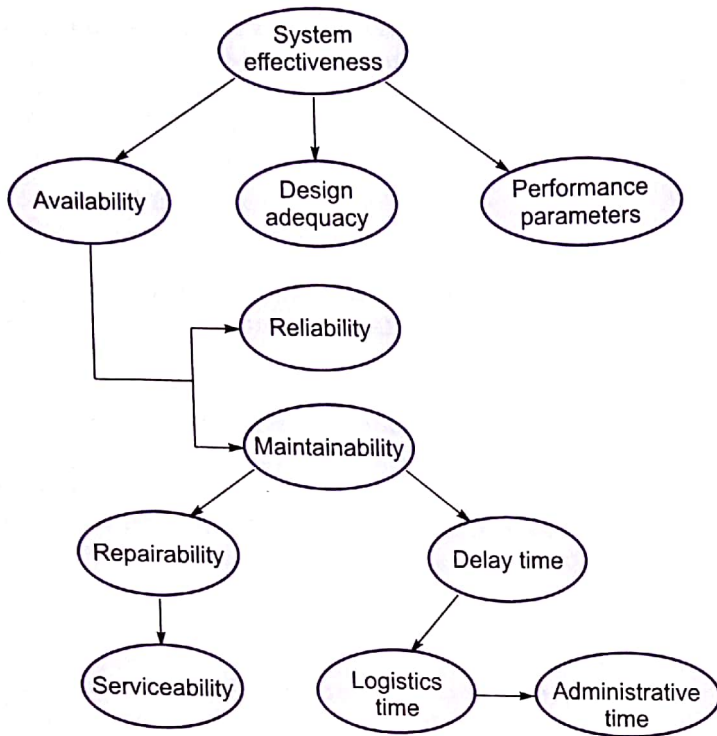 System
effectiveness
Availability
Design
adequacy
Performance
parameters
Reliability
Maintainability
Repairability
Delay time
Serviceability
Logistics
time
Administrative
time